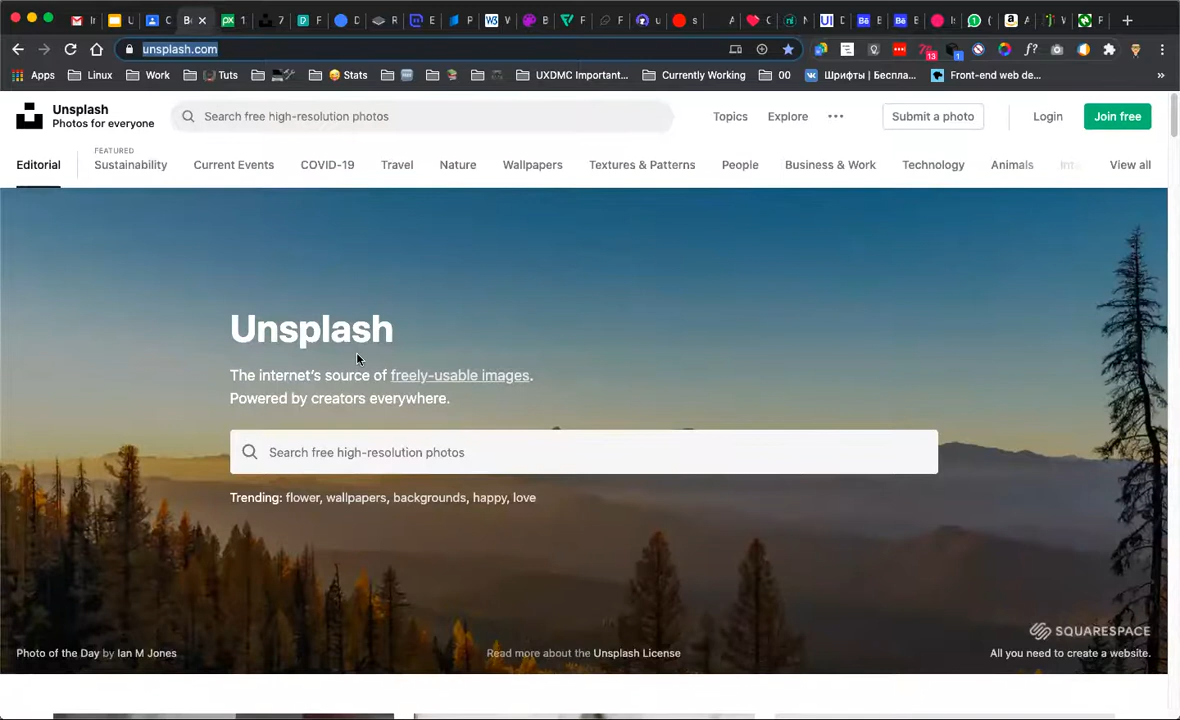 unsplash.com
Apps Linux Work Tuts Stats UXDMC Important... Currently Working 00 Шрифты | Беспла... Front-end web de... »
Unsplash
Photos for everyone
Search free high-resolution photos
Topics Explore Submit a photo Login Join free
FEATURED
Editorial Sustainability Current Events COVID-19 Travel Nature Wallpapers Textures & Patterns People Business & Work Technology Animals View all
Unsplash
The internet's source of freely-usable images.
Powered by creators everywhere.
Search free high-resolution photos
Trending: flower, wallpapers, backgrounds, happy, love
SQUARESPACE
Photo of the Day by Ian M Jones Read more about the Unsplash License All you need to create a website.